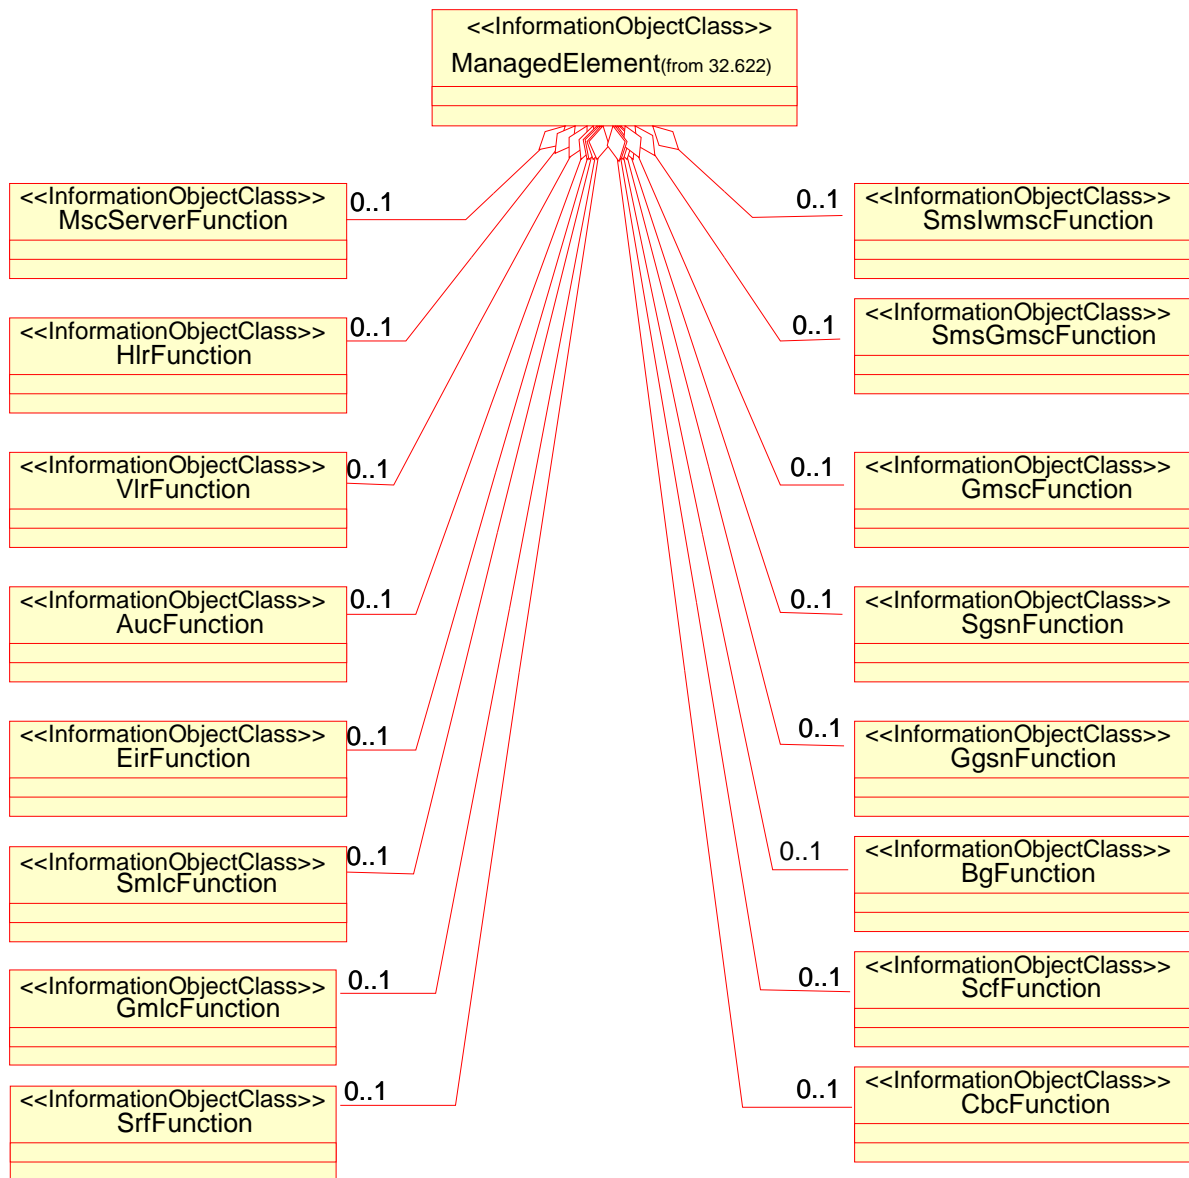 <<InformationObjectClass>>
ManagedElement(from 32.622)
<<InformationObjectClass>>
MscServerFunction
0..1
<<InformationObjectClass>>
HlrFunction
0..1
<<InformationObjectClass>>
VlrFunction
0..1
<<InformationObjectClass>>
AucFunction
0..1
<<InformationObjectClass>>
EirFunction
0..1
<<InformationObjectClass>>
SmlcFunction
0..1
<<InformationObjectClass>>
GmlcFunction
0..1
<<InformationObjectClass>>
SrfFunction
0..1
0..1
<<InformationObjectClass>>
SmsIwmscFunction
0..1
<<InformationObjectClass>>
SmsGmscFunction
0..1
<<InformationObjectClass>>
GmscFunction
0..1
<<InformationObjectClass>>
SgsnFunction
0..1
<<InformationObjectClass>>
GgsnFunction
0..1
<<InformationObjectClass>>
BgFunction
0..1
<<InformationObjectClass>>
ScfFunction
0..1
<<InformationObjectClass>>
CbcFunction